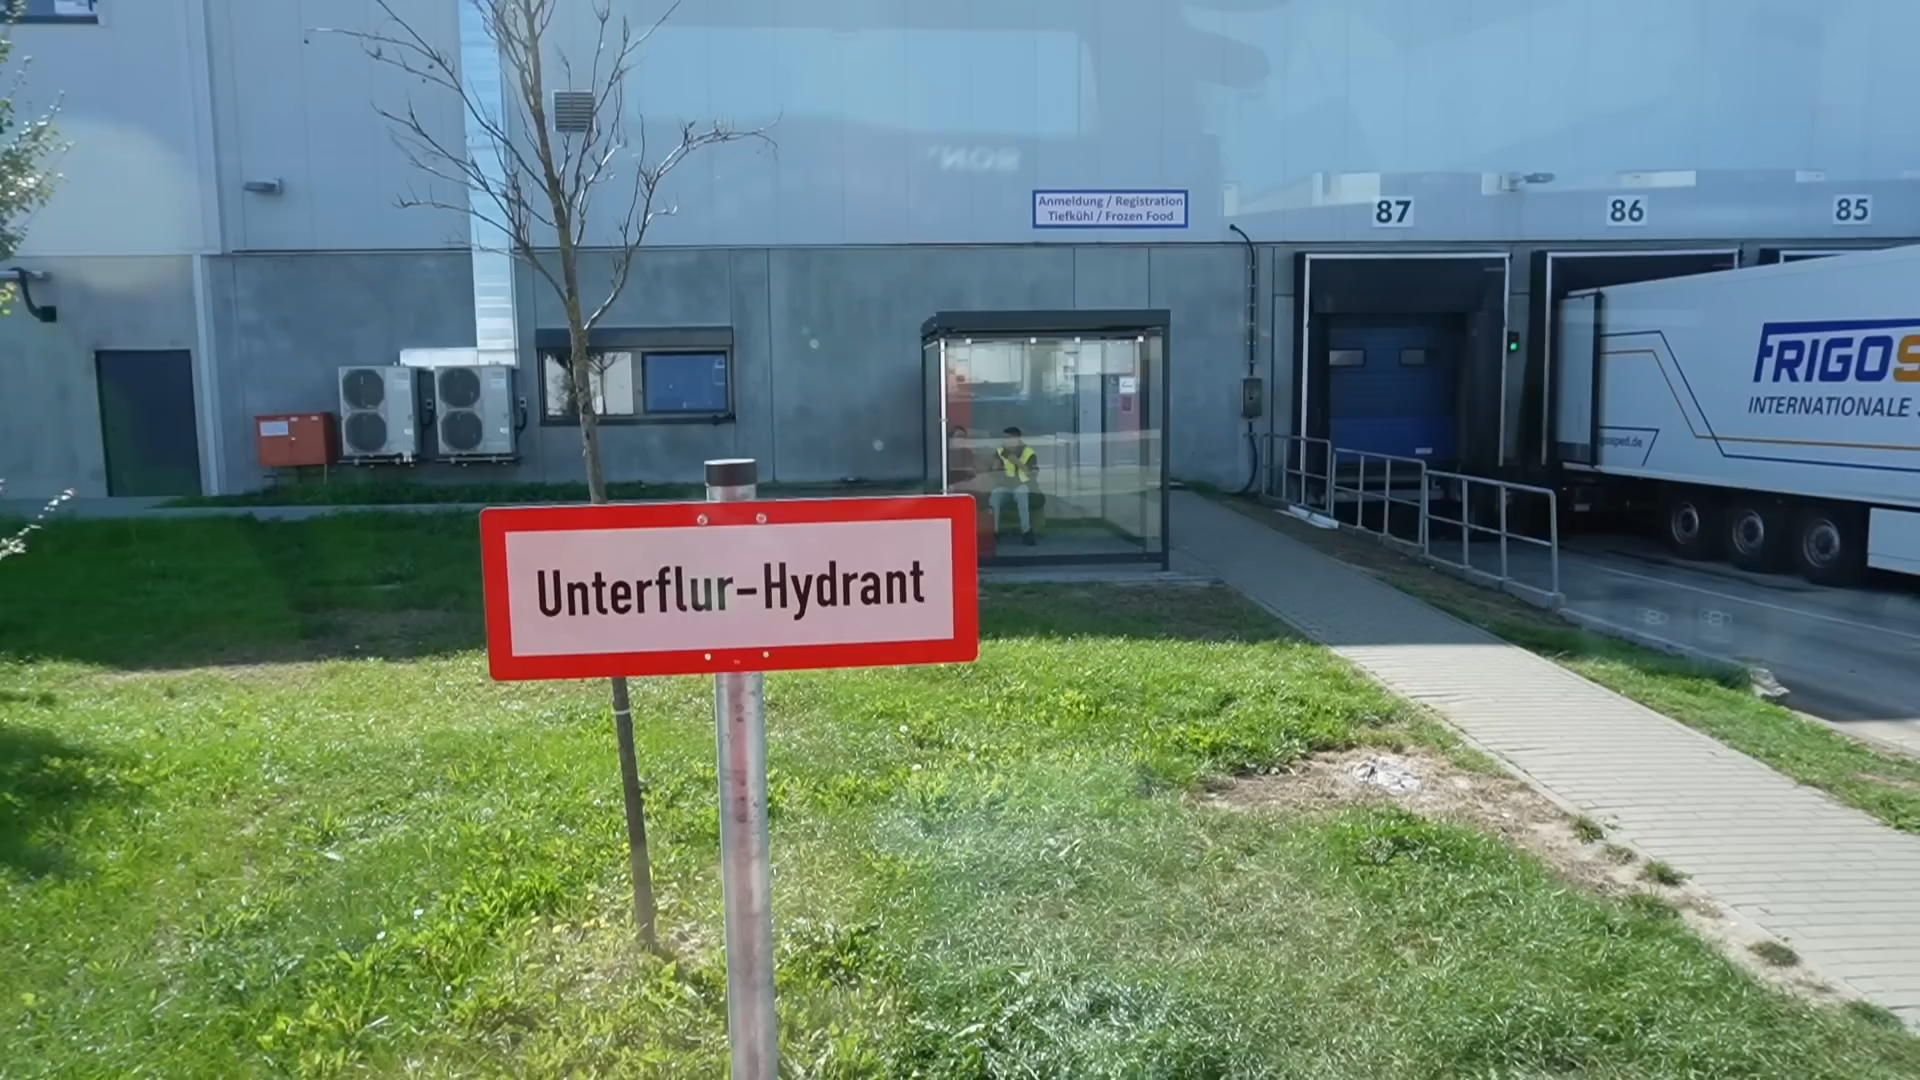 Anmeldung / Registration
Tiefkühl / Frozen Food
87
86
85
FRIGOS
INTERNATIONALE
Unterflur-Hydrant